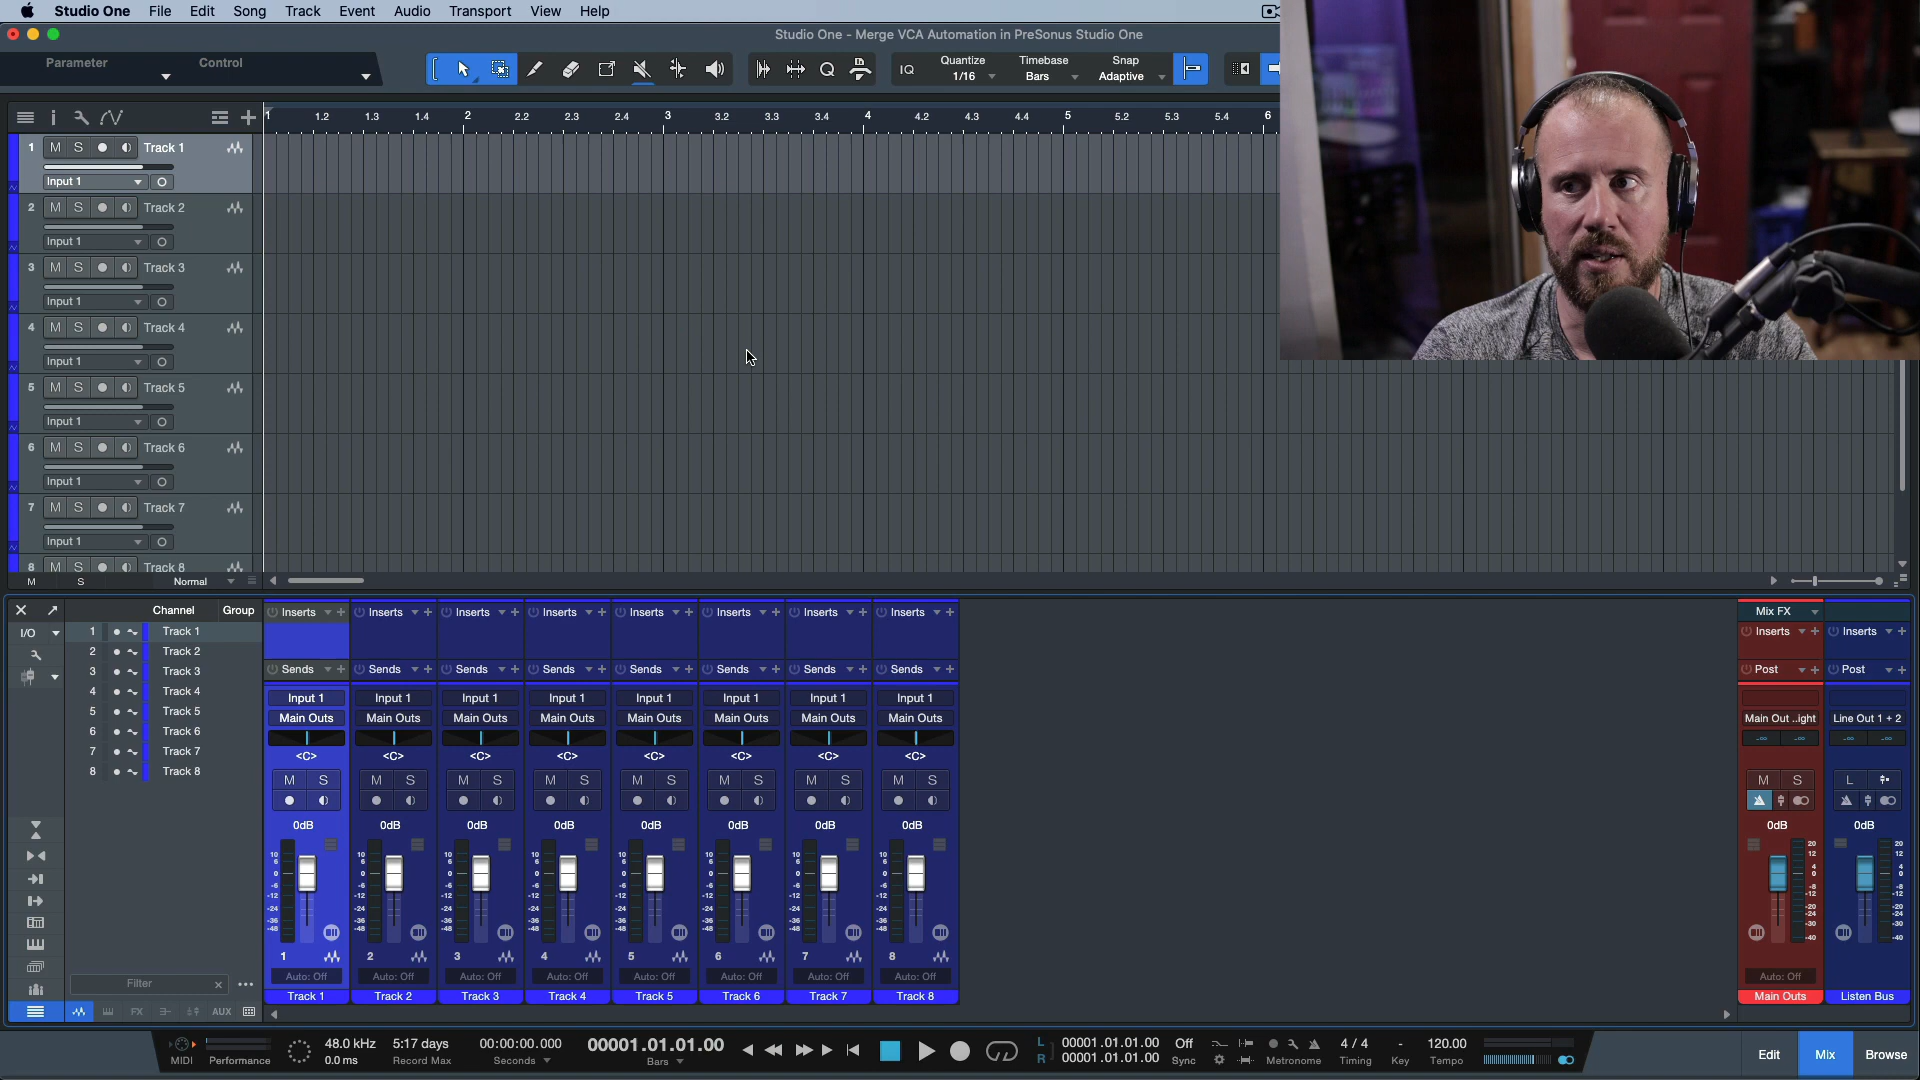 Studio One File Edit Song Track Event Audio Transport View Help
Studio One - Merge VCA Automation in PreSonus Studio One
Parameter Control
IQ Quantize 1/16 Timebase Bars Snap Adaptive
1 1.2 1.3 1.4 2 2.2 2.3 2.4 3 3.2 3.3 3.4 4 4.2 4.3 4.4 5 5.2 5.3 5.4 6
1 M S Track 1
Input 1
2 M S Track 2
Input 1
3 M S Track 3
Input 1
4 M S Track 4
Input 1
5 M S Track 5
Input 1
6 M S Track 6
Input 1
7 M S Track 7
Input 1
8 M S Track 8
M S Normal
Channel Group
I/O
1 Track 1
2 Track 2
3 Track 3
4 Track 4
5 Track 5
6 Track 6
7 Track 7
8 Track 8
Filter
FX AUX
Inserts Inserts Inserts Inserts Inserts Inserts Inserts Inserts
Sends Sends Sends Sends Sends Sends Sends Sends
Input 1 Input 1 Input 1 Input 1 Input 1 Input 1 Input 1 Input 1
Main Outs Main Outs Main Outs Main Outs Main Outs Main Outs Main Outs Main Outs
<C> <C> <C> <C> <C> <C> <C> <C>
M S M S M S M S M S M S M S M S
0dB 0dB 0dB 0dB 0dB 0dB 0dB 0dB
1 2 3 4 5 6 7 8
Auto: Off Auto: Off Auto: Off Auto: Off Auto: Off Auto: Off Auto: Off Auto: Off
Track 1 Track 2 Track 3 Track 4 Track 5 Track 6 Track 7 Track 8
Mix FX
Inserts Inserts
Post Post
Main Out ..ight Line Out 1 + 2
M S L
0dB 0dB
Auto: Off
Main Outs Listen Bus
MIDI Performance
48.0 kHz
0.0 ms
5:17 days
Record Max
00:00:00.000
Seconds
00001.01.01.00
Bars
L 00001.01.01.00
R 00001.01.01.00
Off
Sync
Metronome
4 / 4
Timing
-
Key
120.00
Tempo
Edit Mix Browse